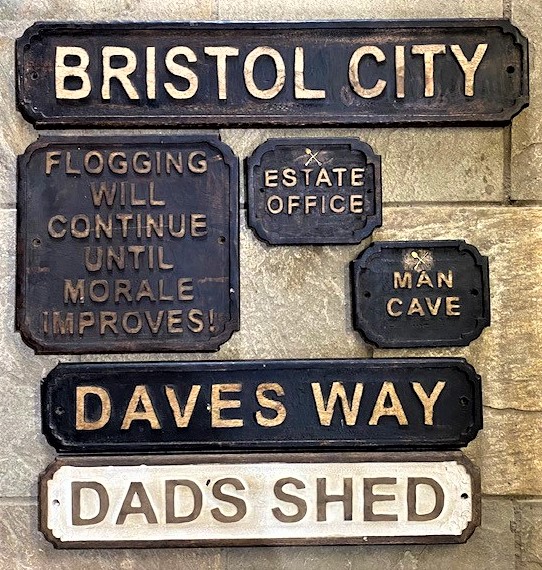 BRISTOL CITY
FLOGGING
WILL
CONTINUE
UNTIL
MORALE
IMPROVES!
ESTATE
OFFICE
MAN
CAVE
DAVES WAY
DAD'S SHED